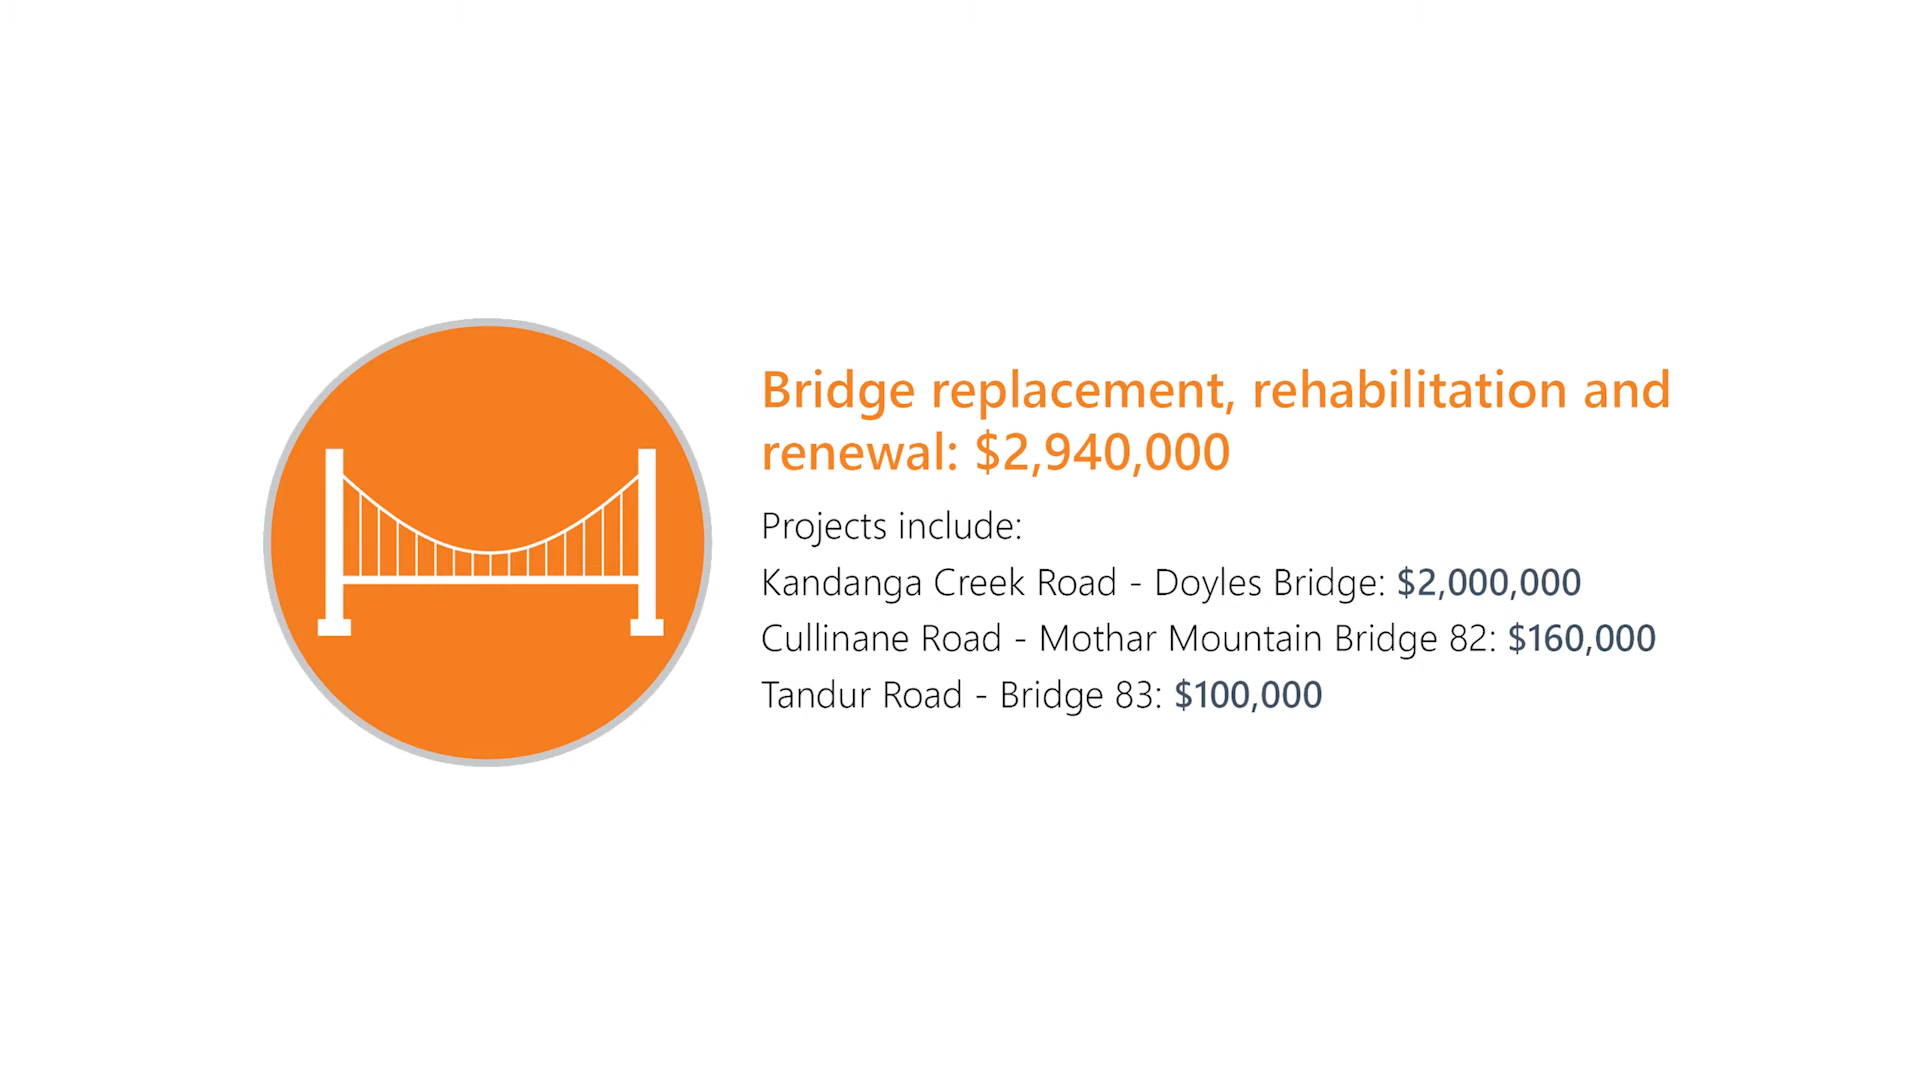 Bridge replacement, rehabilitation and
renewal: $2,940,000
Projects include:
Kandanga Creek Road - Doyles Bridge: $2,000,000
Cullinane Road - Mothar Mountain Bridge 82: $160,000
Tandur Road - Bridge 83: $100,000